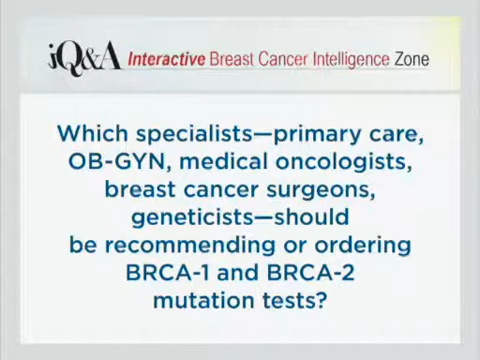 iQ&A Interactive Breast Cancer Intelligence Zone
Which specialists—primary care,
OB-GYN, medical oncologists,
breast cancer surgeons,
geneticists—should
be recommending or ordering
BRCA-1 and BRCA-2
mutation tests?